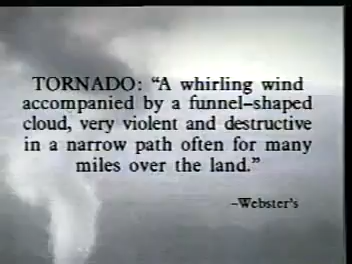 TORNADO: “A whirling wind
accompanied by a funnel–shaped
cloud, very violent and destructive
in a narrow path often for many
miles over the land.”
–Webster's